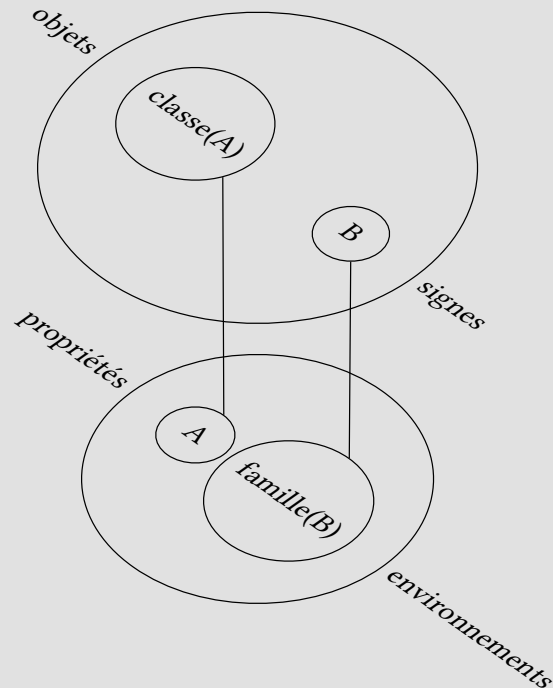 objets
classe(A)
B
signes
propriétés
A
famille(B)
environnements